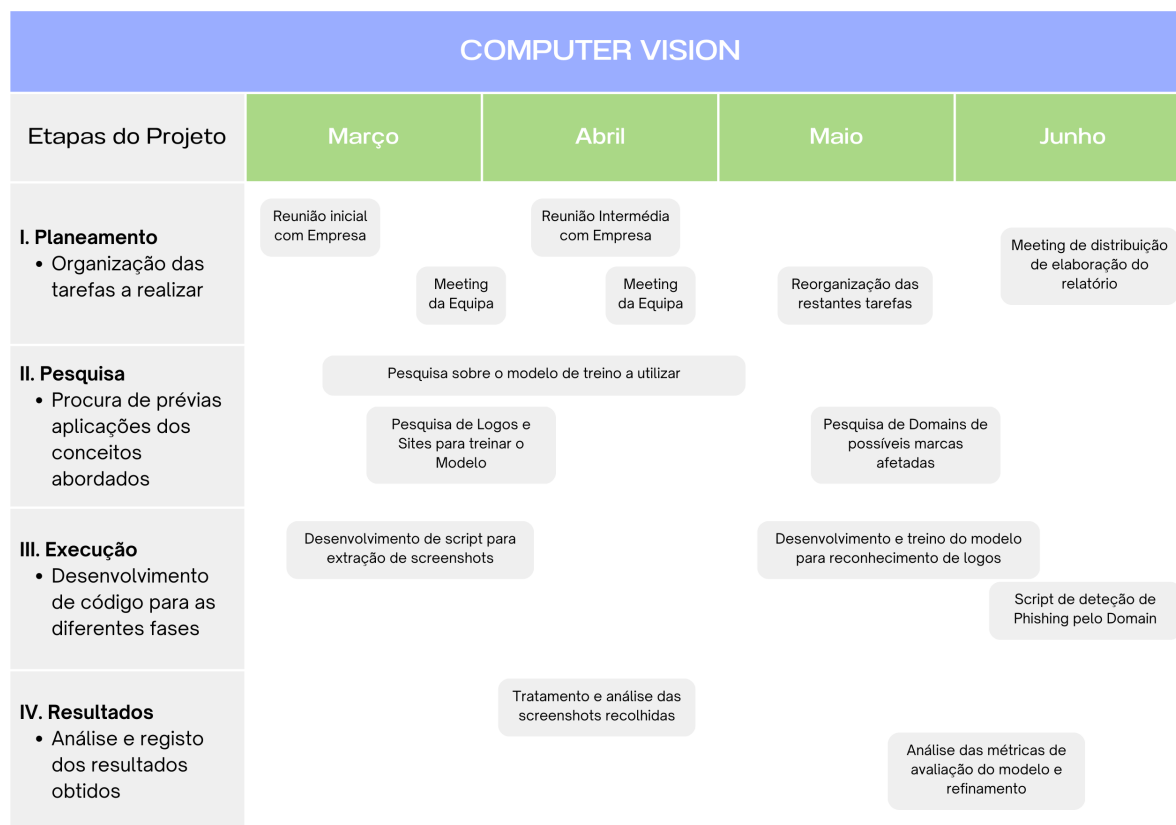 COMPUTER VISION
Etapas do Projeto
Março
Abril
Maio
Junho
I. Planeamento
• Organização das
tarefas a realizar
Reunião inicial
com Empresa
Reunião Intermédia
com Empresa
Meeting
da Equipa
Meeting
da Equipa
Reorganização das
restantes tarefas
Meeting de distribuição
de elaboração do
relatório
II. Pesquisa
• Procura de prévias
aplicações dos
conceitos
abordados
Pesquisa sobre o modelo de treino a utilizar
Pesquisa de Logos e
Sites para treinar o
Modelo
Pesquisa de Domains de
possíveis marcas
afetadas
III. Execução
• Desenvolvimento
de código para as
diferentes fases
Desenvolvimento de script para
extração de screenshots
Desenvolvimento e treino do modelo
para reconhecimento de logos
Script de deteção de
Phishing pelo Domain
IV. Resultados
• Análise e registo
dos resultados
obtidos
Tratamento e análise das
screenshots recolhidas
Análise das métricas de
avaliação do modelo e
refinamento